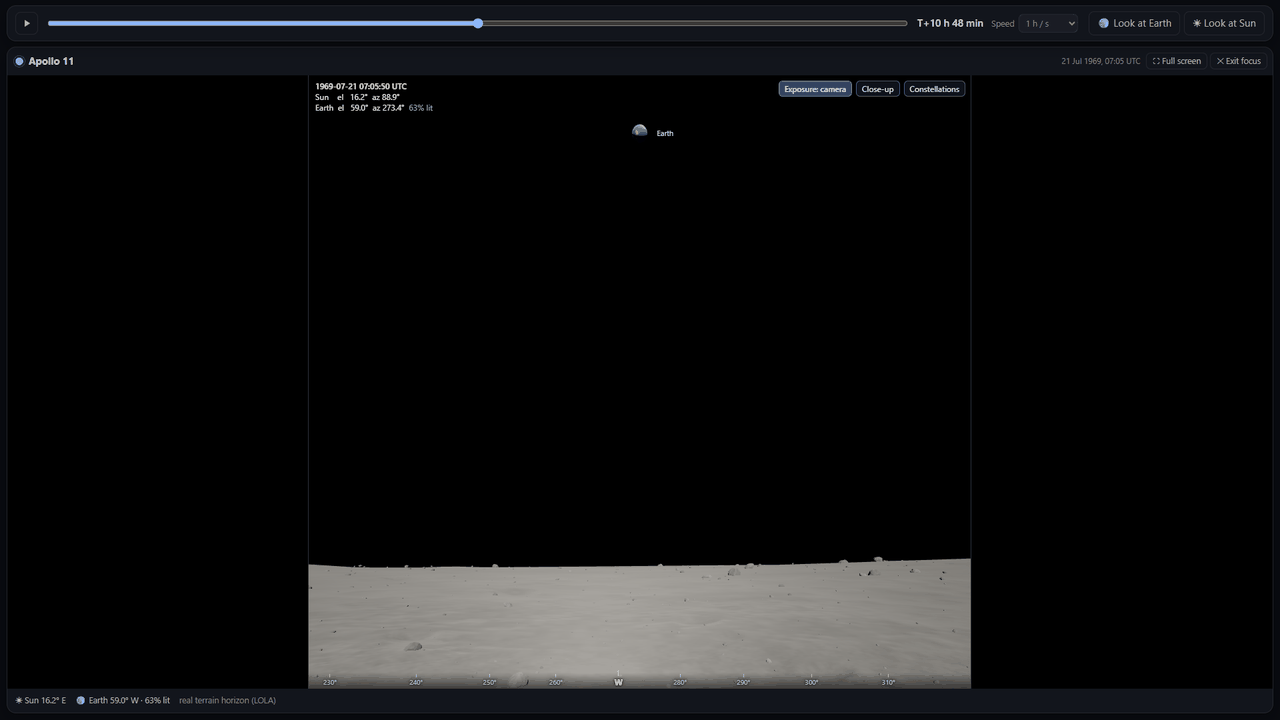 T+10 h 48 min Speed 1 h / s Look at Earth Look at Sun
Apollo 11 21 Jul 1969, 07:05 UTC Full screen Exit focus
1969-07-21 07:05:50 UTC Exposure: camera Close-up Constellations
Sun el 16.2° az 88.9°
Earth el 59.0° az 273.4° 63% lit
Earth
230° 240° 250° 260° W 280° 290° 300° 310°
Sun 16.2° E Earth 59.0° W · 63% lit real terrain horizon (LOLA)